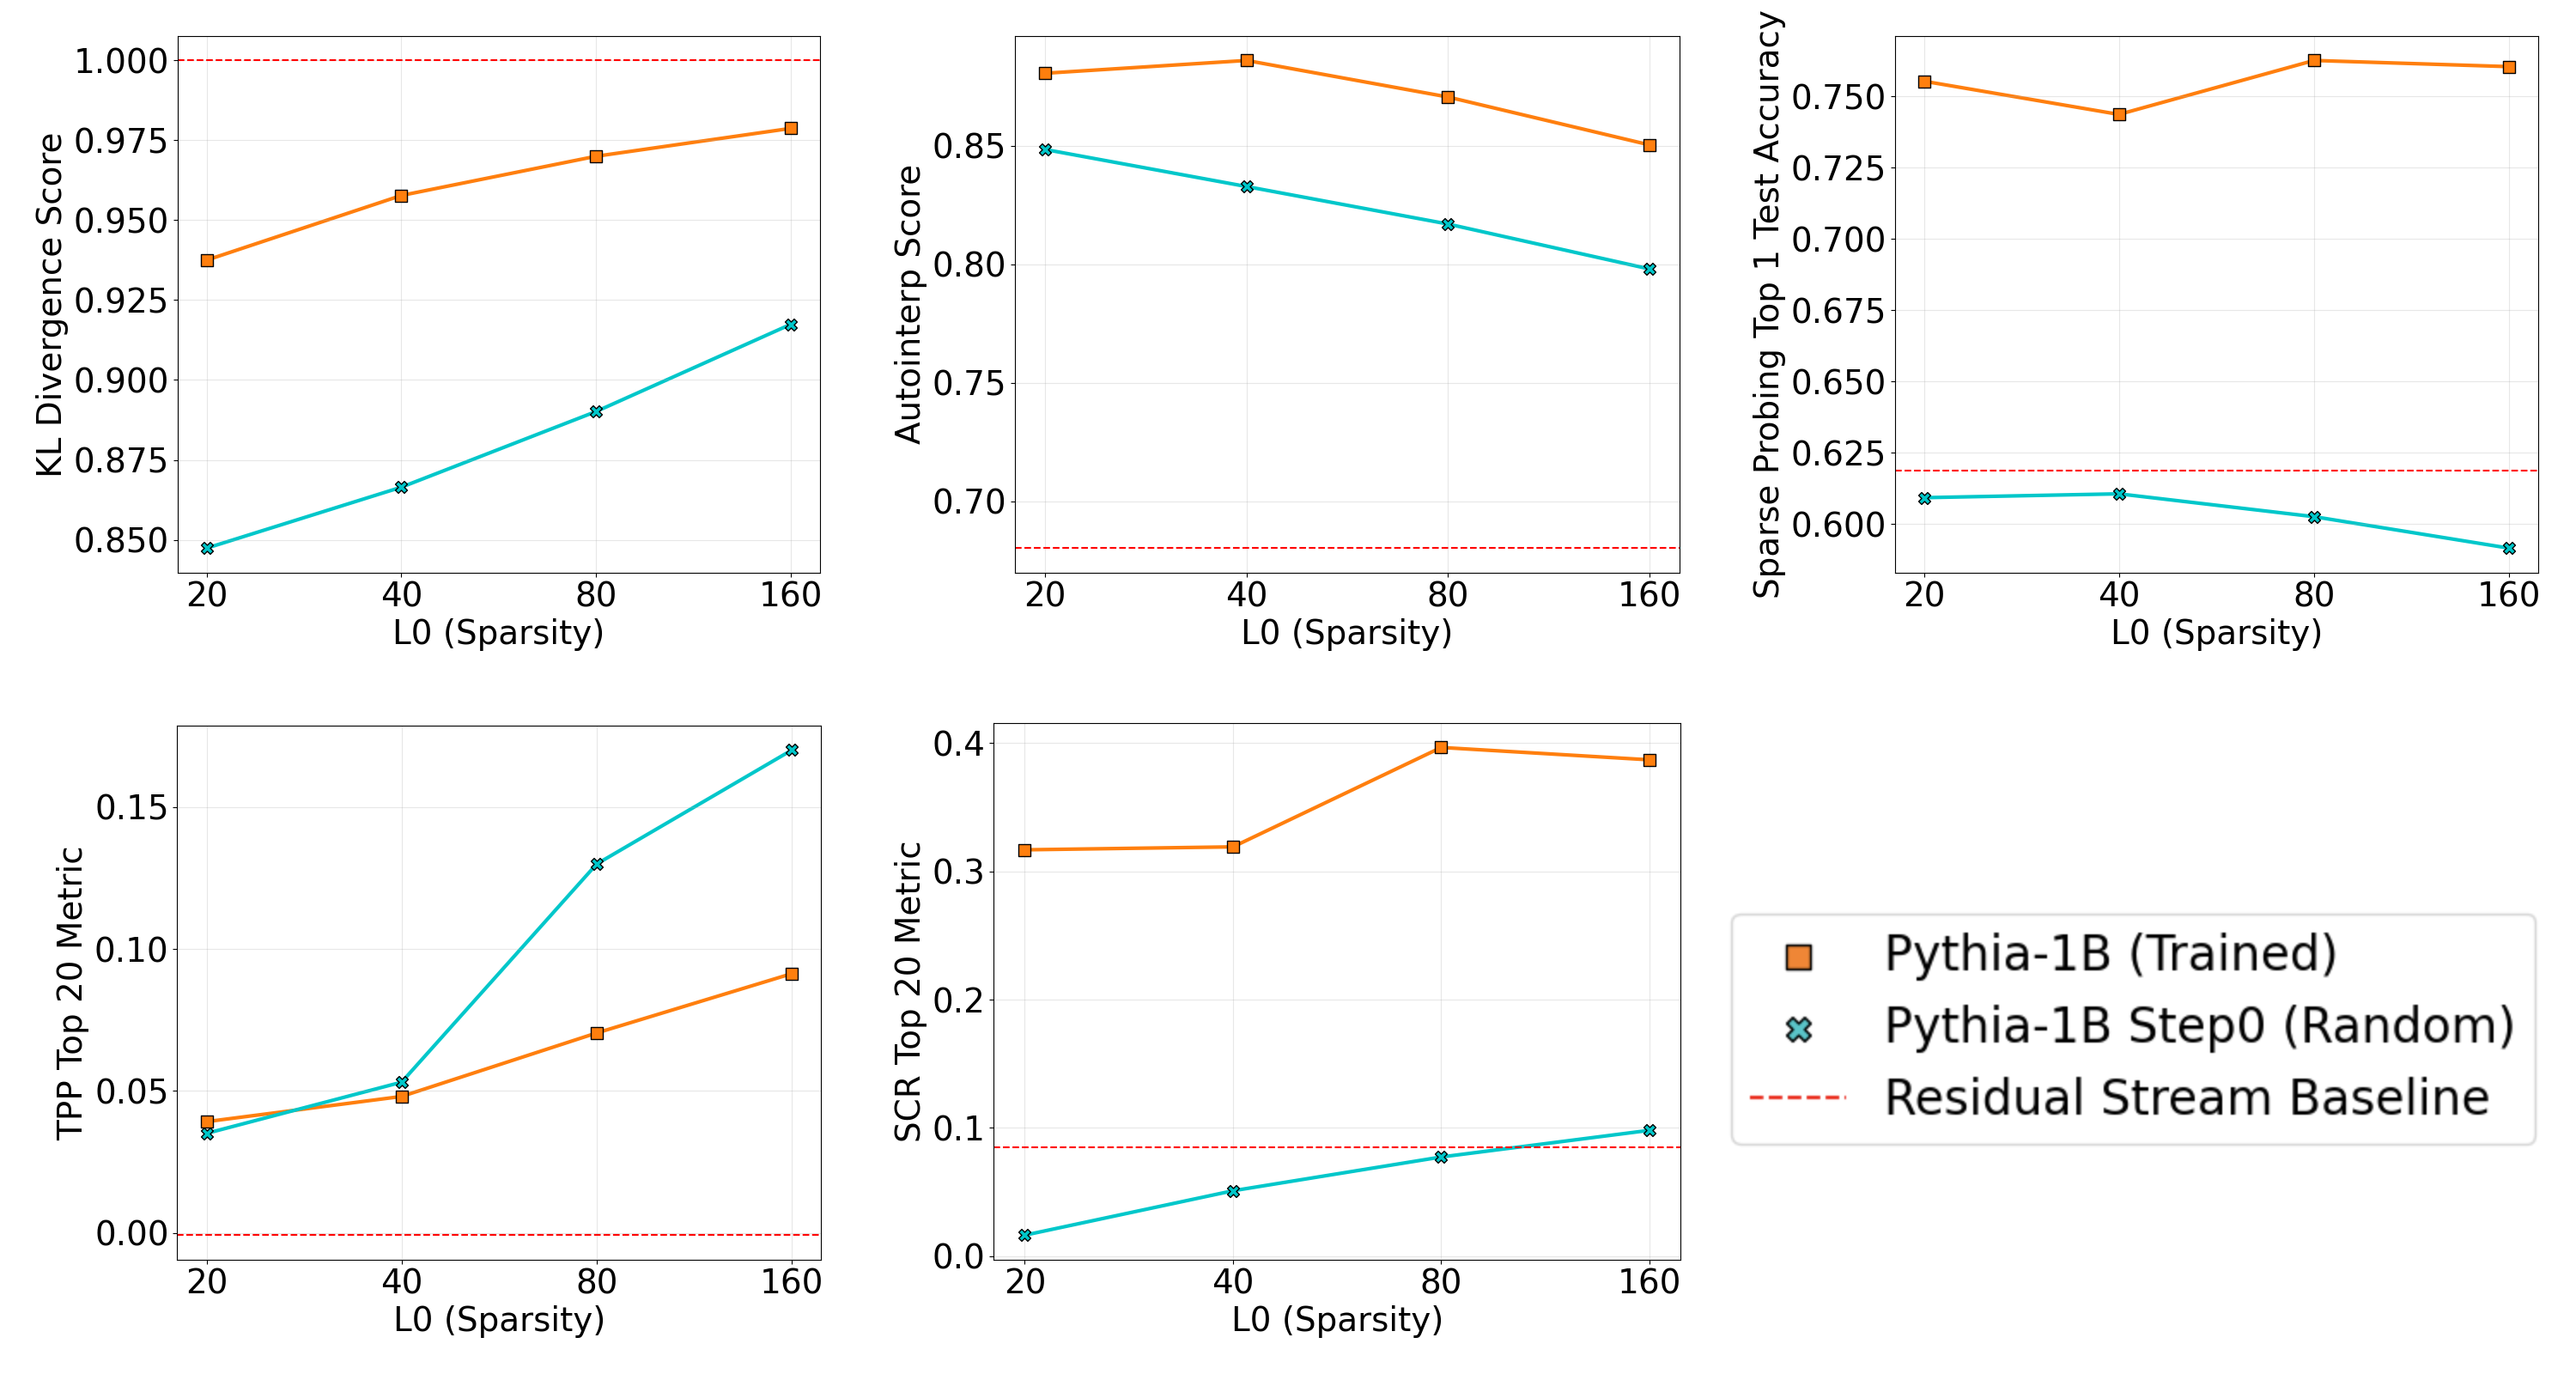 KL Divergence Score
1.000
0.975
0.950
0.925
0.900
0.875
0.850
20 40 80 160
L0 (Sparsity)
Autointerp Score
0.85
0.80
0.75
0.70
20 40 80 160
L0 (Sparsity)
Sparse Probing Top 1 Test Accuracy
0.750
0.725
0.700
0.675
0.650
0.625
0.600
20 40 80 160
L0 (Sparsity)
TPP Top 20 Metric
0.15
0.10
0.05
0.00
20 40 80 160
L0 (Sparsity)
SCR Top 20 Metric
0.4
0.3
0.2
0.1
0.0
20 40 80 160
L0 (Sparsity)
Pythia-1B (Trained)
Pythia-1B Step0 (Random)
Residual Stream Baseline